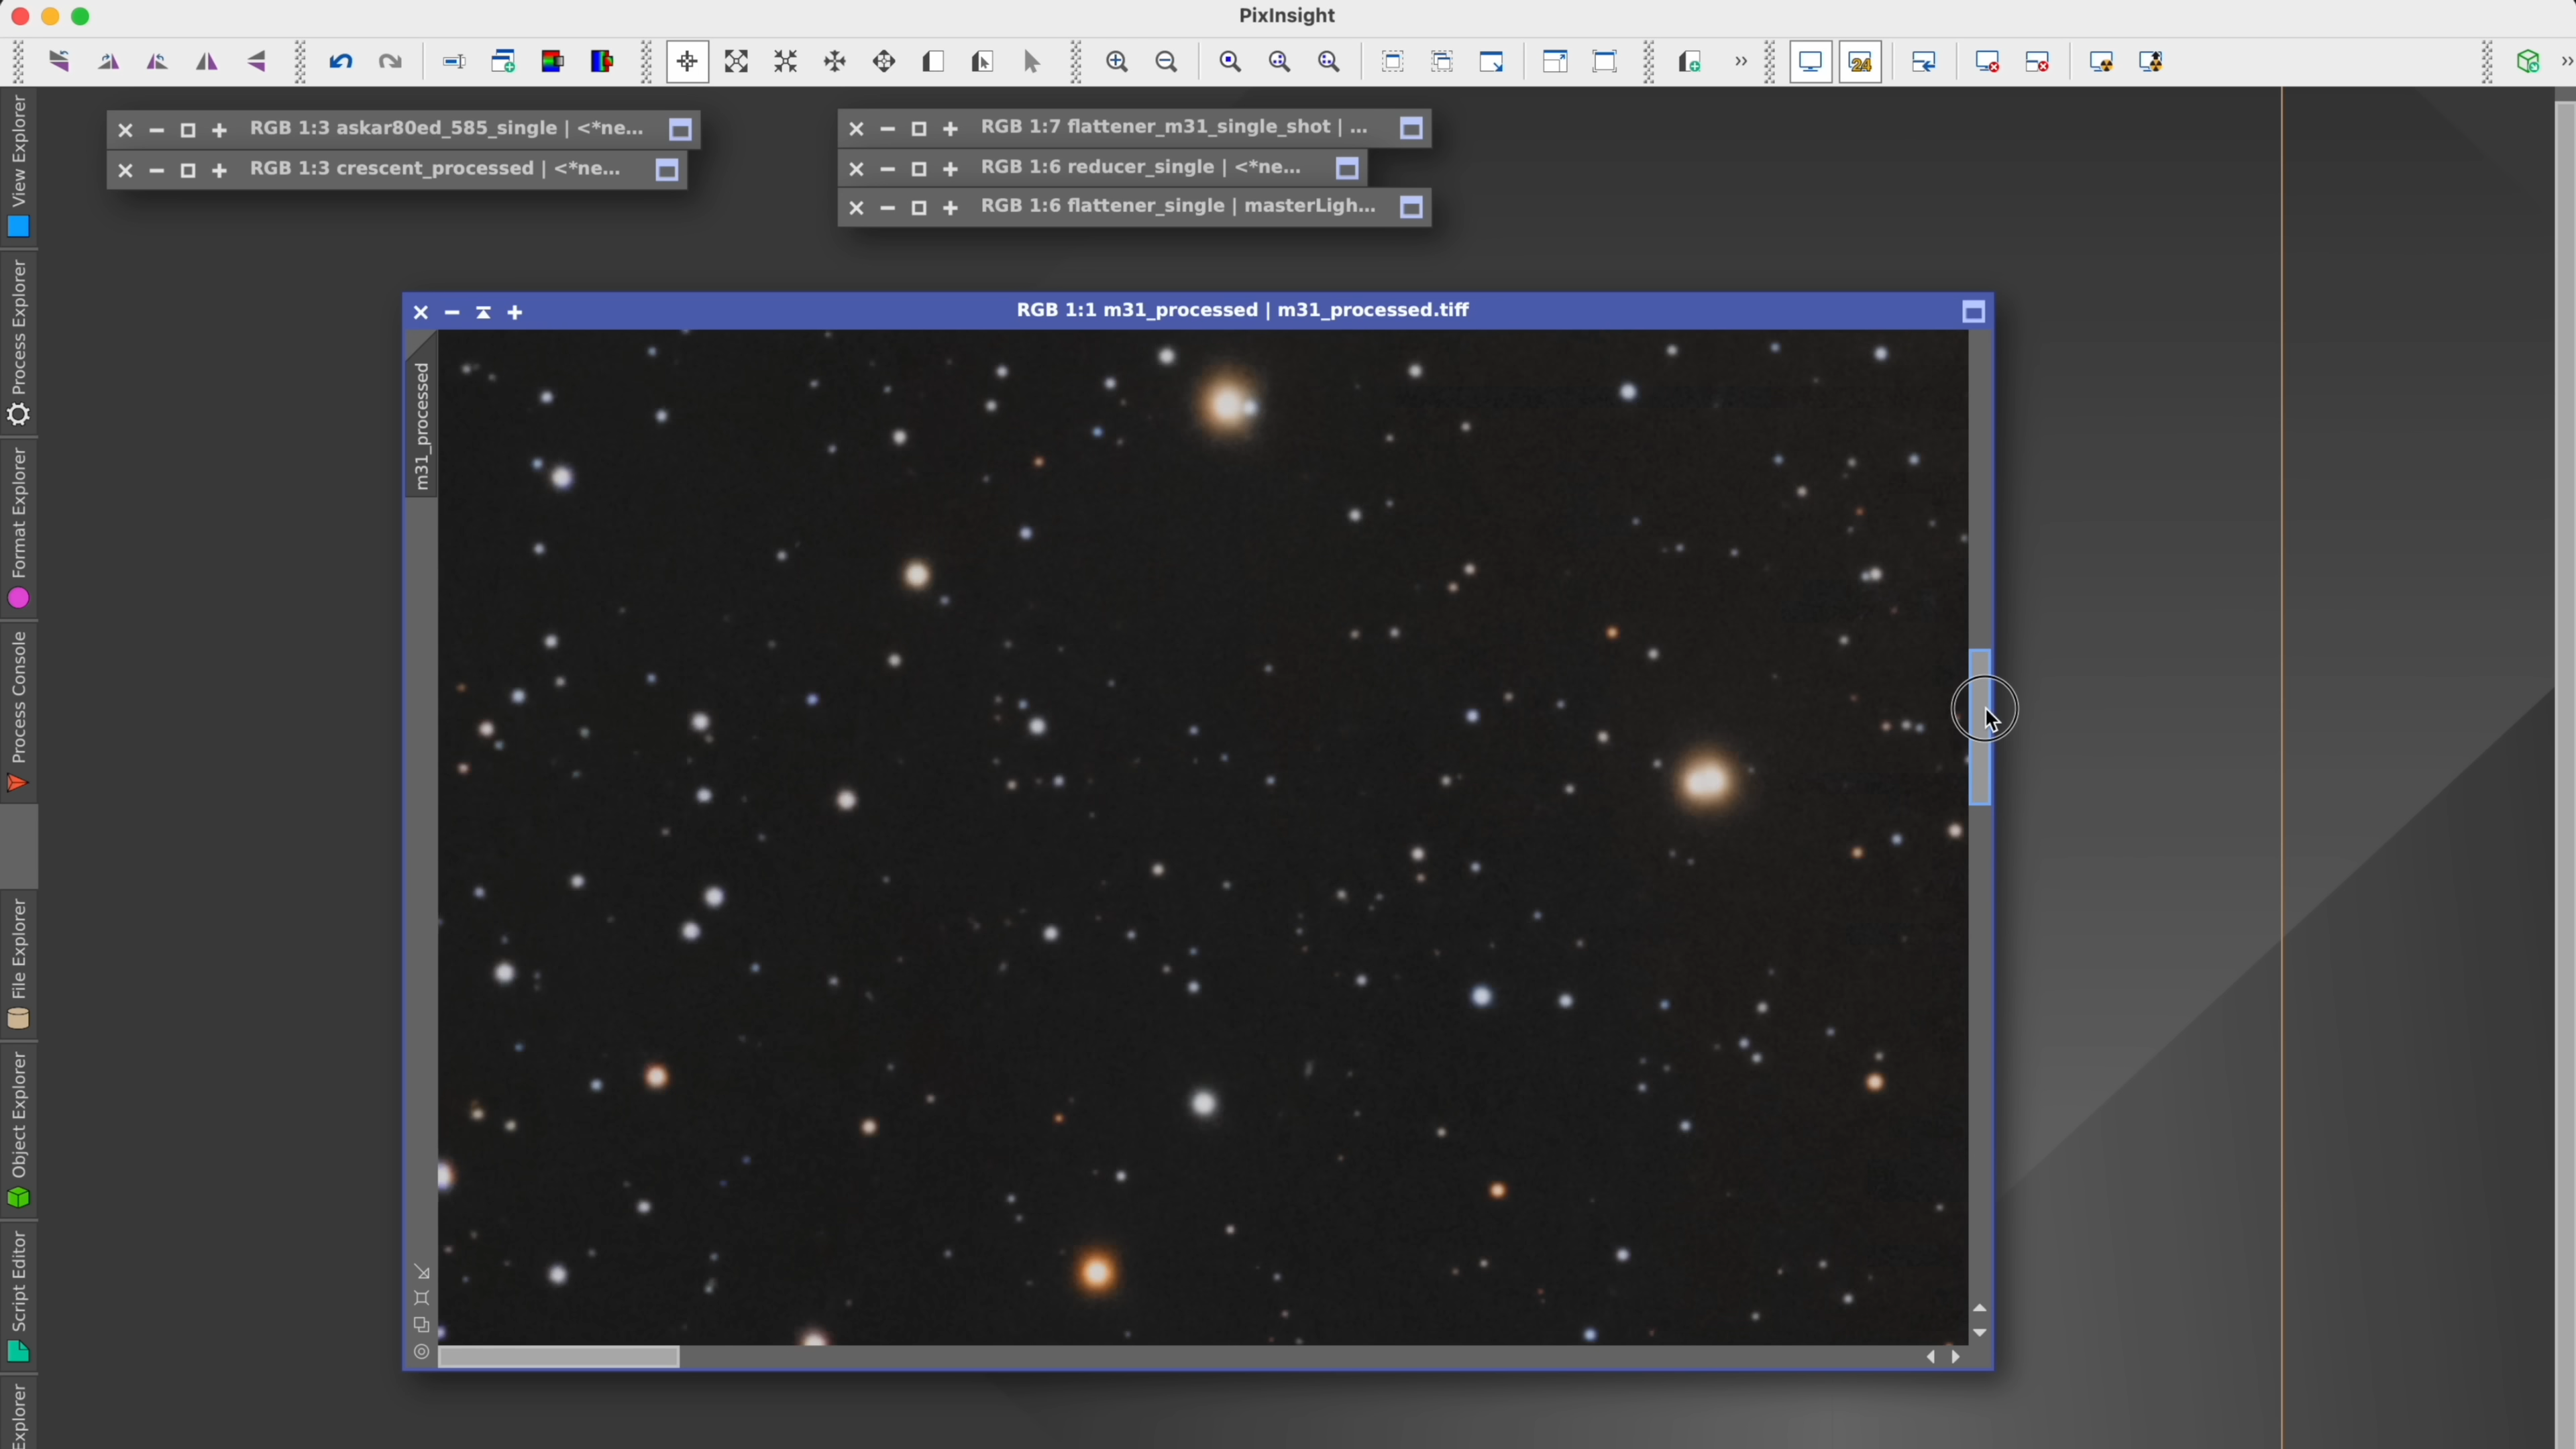 PixInsight
24
RGB 1:3 askar80ed_585_single | <*ne...
RGB 1:3 crescent_processed | <*ne...
RGB 1:7 flattener_m31_single_shot | ...
RGB 1:6 reducer_single | <*ne...
RGB 1:6 flattener_single | masterLigh...
RGB 1:1 m31_processed | m31_processed.tiff
m31_processed
View Explorer
Process Explorer
Format Explorer
Process Console
File Explorer
Object Explorer
Script Editor
Explorer